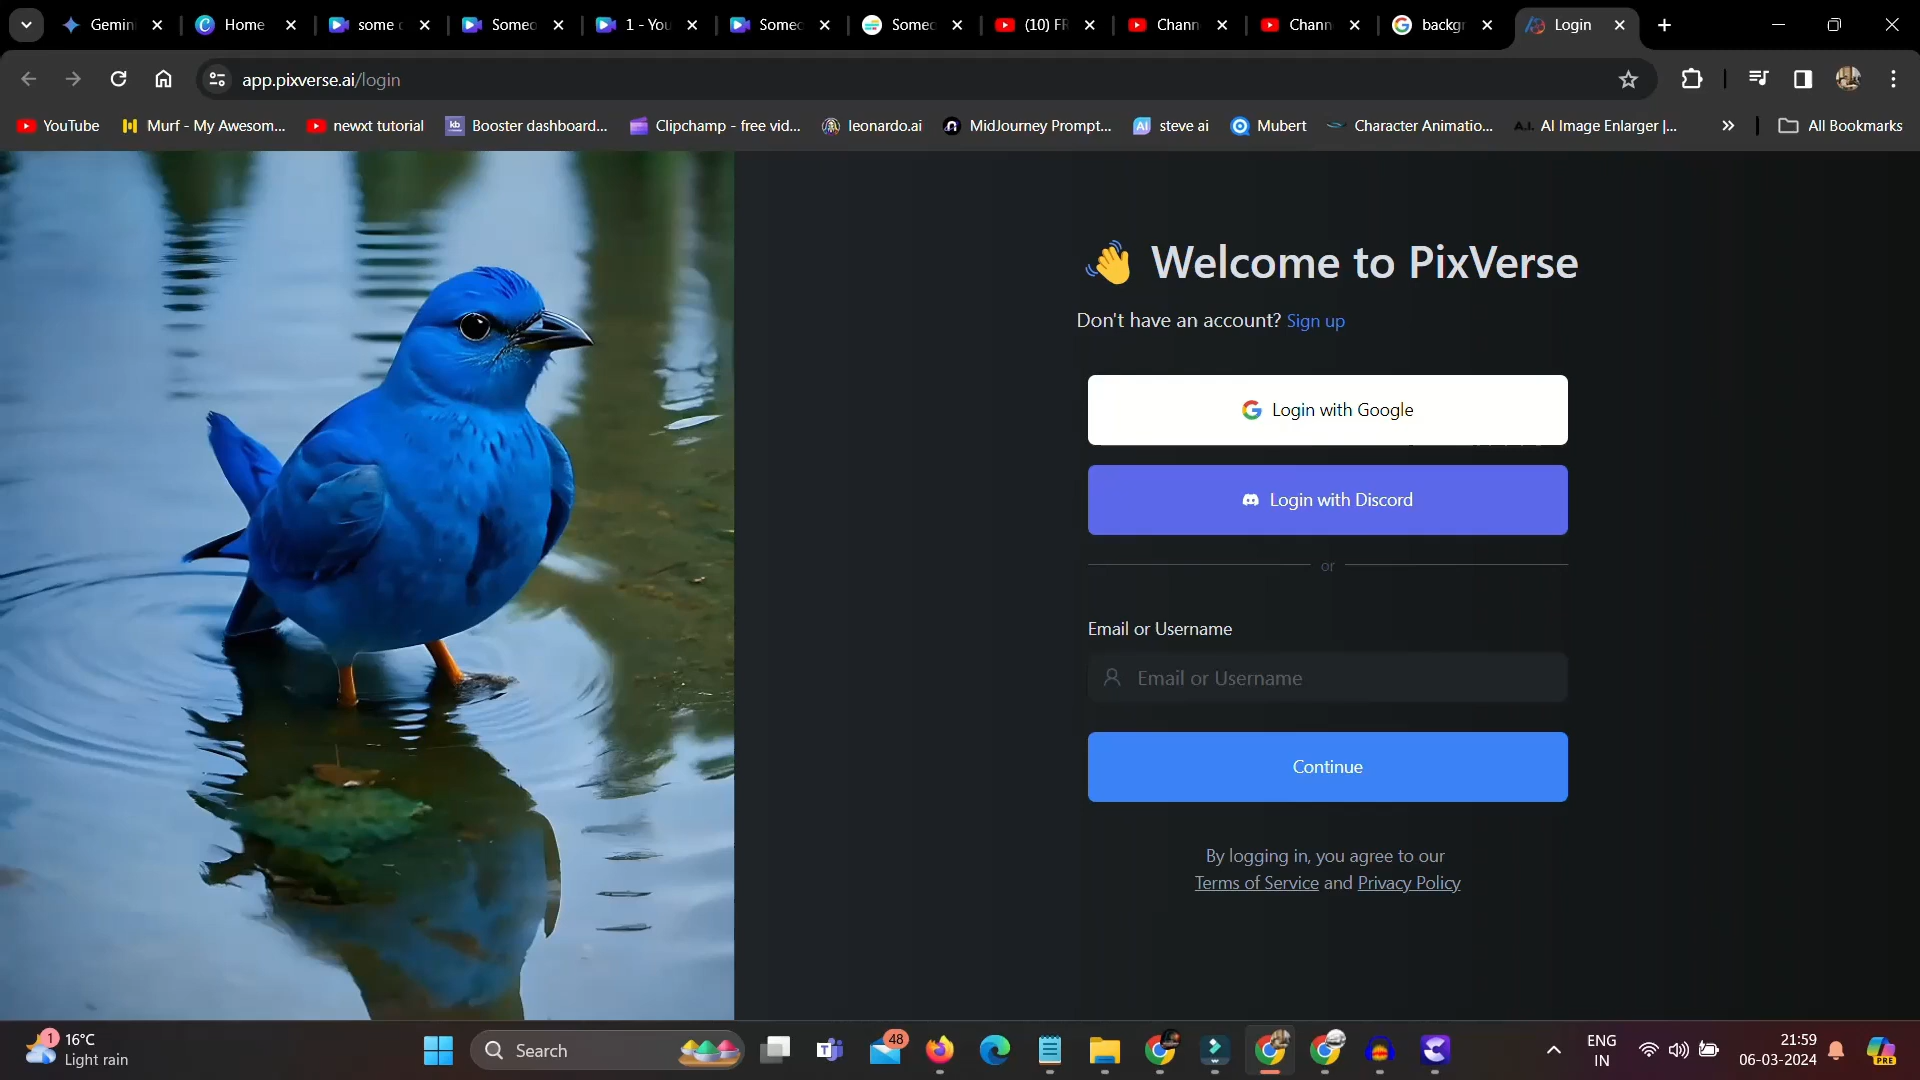 Gemin Home some Someo 1 - You Someo Someo (10) FR Chann Chann backgr Login
app.pixverse.ai/login
YouTube Murf - My Awesom... newxt tutorial kb Booster dashboard... Clipchamp - free vid... leonardo.ai MidJourney Prompt... AI steve ai Mubert Character Animatio... A.I. AI Image Enlarger |... All Bookmarks
Welcome to PixVerse
Don't have an account? Sign up
Login with Google
Login with Discord
or
Email or Username
Email or Username
Continue
By logging in, you agree to our
Terms of Service and Privacy Policy
1 16°C
Light rain
Search
48
ENG
IN
21:59
06-03-2024
PRE